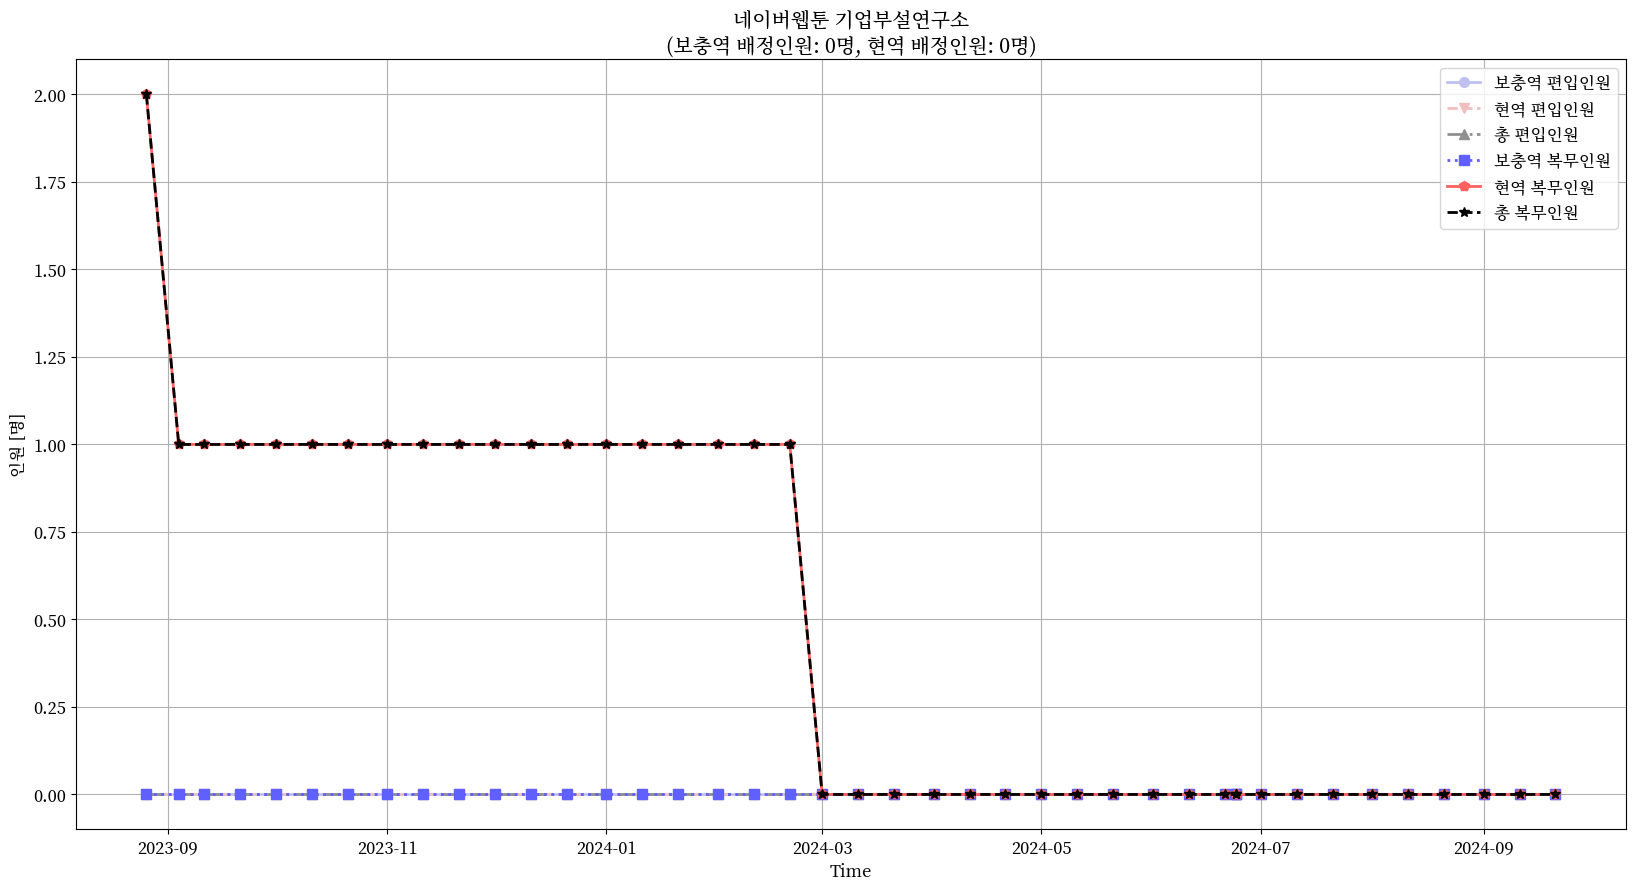 네이버웹툰 기업부설연구소
(보충역 배정인원: 0명, 현역 배정인원: 0명)
보충역 편입인원
현역 편입인원
총 편입인원
보충역 복무인원
현역 복무인원
총 복무인원
인원 [명]
2.00
1.75
1.50
1.25
1.00
0.75
0.50
0.25
0.00
2023-09
2023-11
2024-01
2024-03
2024-05
2024-07
2024-09
Time